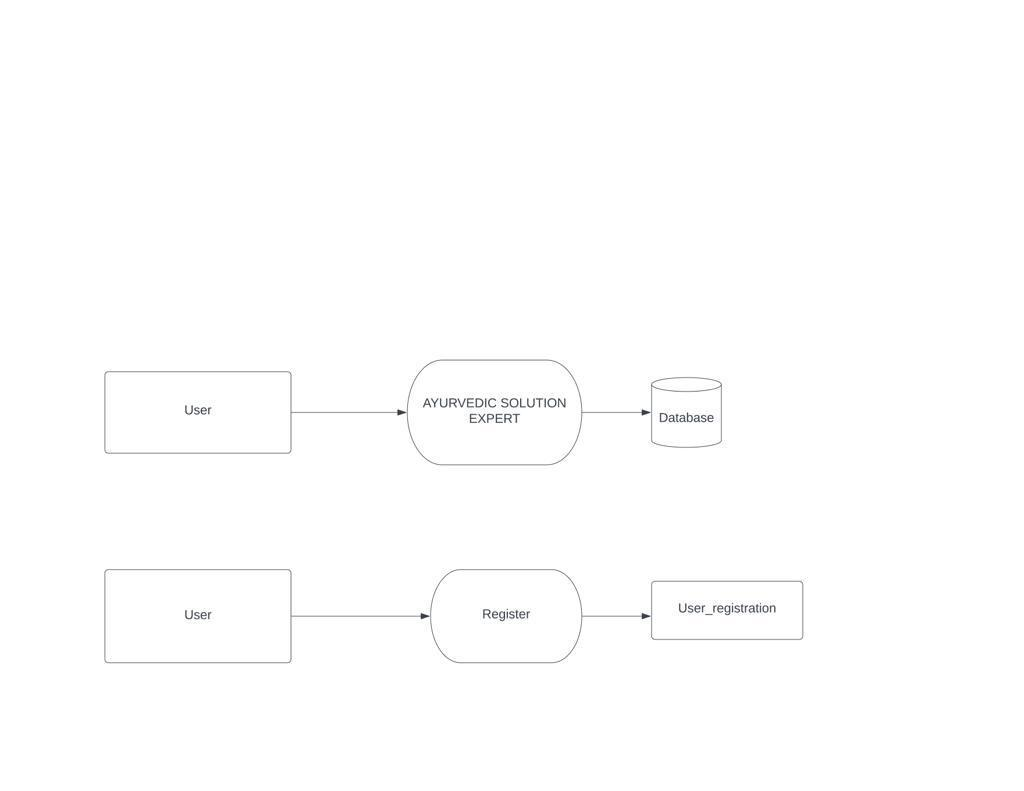 User
AYURVEDIC SOLUTION
EXPERT
Database
User
Register
User_registration